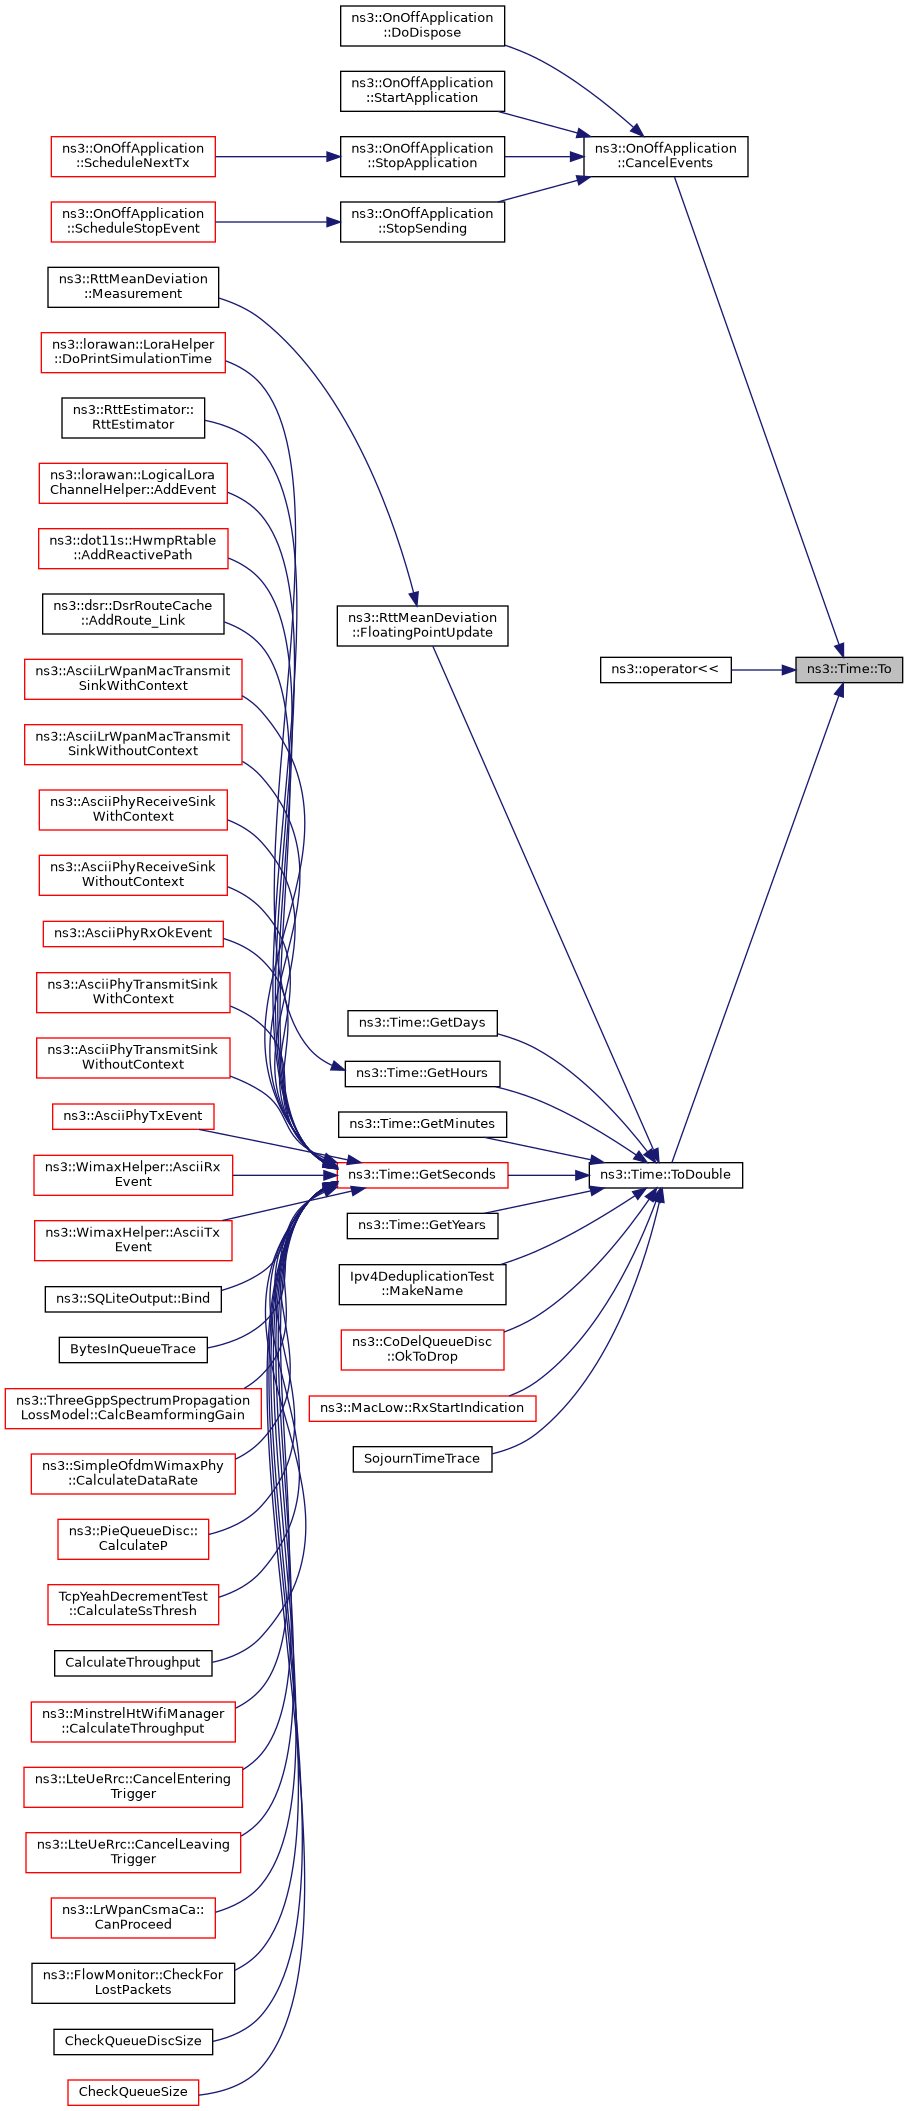 ns3::OnOffApplication
::DoDispose
ns3::OnOffApplication
::StartApplication
ns3::OnOffApplication
::ScheduleNextTx
ns3::OnOffApplication
::StopApplication
ns3::OnOffApplication
::CancelEvents
ns3::OnOffApplication
::ScheduleStopEvent
ns3::OnOffApplication
::StopSending
ns3::RttMeanDeviation
::Measurement
ns3::lorawan::LoraHelper
::DoPrintSimulationTime
ns3::RttEstimator::
RttEstimator
ns3::lorawan::LogicalLora
ChannelHelper::AddEvent
ns3::dot11s::HwmpRtable
::AddReactivePath
ns3::dsr::DsrRouteCache
::AddRoute_Link
ns3::RttMeanDeviation
::FloatingPointUpdate
ns3::AsciiLrWpanMacTransmit
SinkWithContext
ns3::operator<<
ns3::Time::To
ns3::AsciiLrWpanMacTransmit
SinkWithoutContext
ns3::AsciiPhyReceiveSink
WithContext
ns3::AsciiPhyReceiveSink
WithoutContext
ns3::AsciiPhyRxOkEvent
ns3::AsciiPhyTransmitSink
WithContext
ns3::Time::GetDays
ns3::AsciiPhyTransmitSink
WithoutContext
ns3::Time::GetHours
ns3::AsciiPhyTxEvent
ns3::Time::GetMinutes
ns3::WimaxHelper::AsciiRx
Event
ns3::Time::GetSeconds
ns3::Time::ToDouble
ns3::WimaxHelper::AsciiTx
Event
ns3::Time::GetYears
ns3::SQLiteOutput::Bind
Ipv4DeduplicationTest
::MakeName
BytesInQueueTrace
ns3::CoDelQueueDisc
::OkToDrop
ns3::ThreeGppSpectrumPropagation
LossModel::CalcBeamformingGain
ns3::MacLow::RxStartIndication
ns3::SimpleOfdmWimaxPhy
::CalculateDataRate
SojournTimeTrace
ns3::PieQueueDisc::
CalculateP
TcpYeahDecrementTest
::CalculateSsThresh
CalculateThroughput
ns3::MinstrelHtWifiManager
::CalculateThroughput
ns3::LteUeRrc::CancelEntering
Trigger
ns3::LteUeRrc::CancelLeaving
Trigger
ns3::LrWpanCsmaCa::
CanProceed
ns3::FlowMonitor::CheckFor
LostPackets
CheckQueueDiscSize
CheckQueueSize